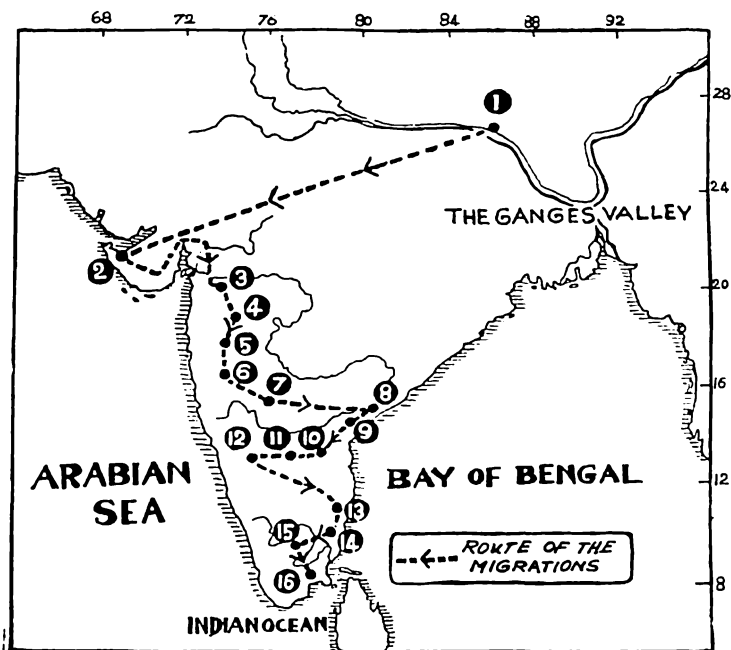 68 72 76 80 84 88 92
1
28
24
THE GANGES VALLEY
2
3
20
4
5
6
7
8
16
9
12 11 10
ARABIAN
SEA
BAY OF BENGAL
12
13
15
14
ROUTE OF THE
MIGRATIONS
16
8
INDIAN OCEAN